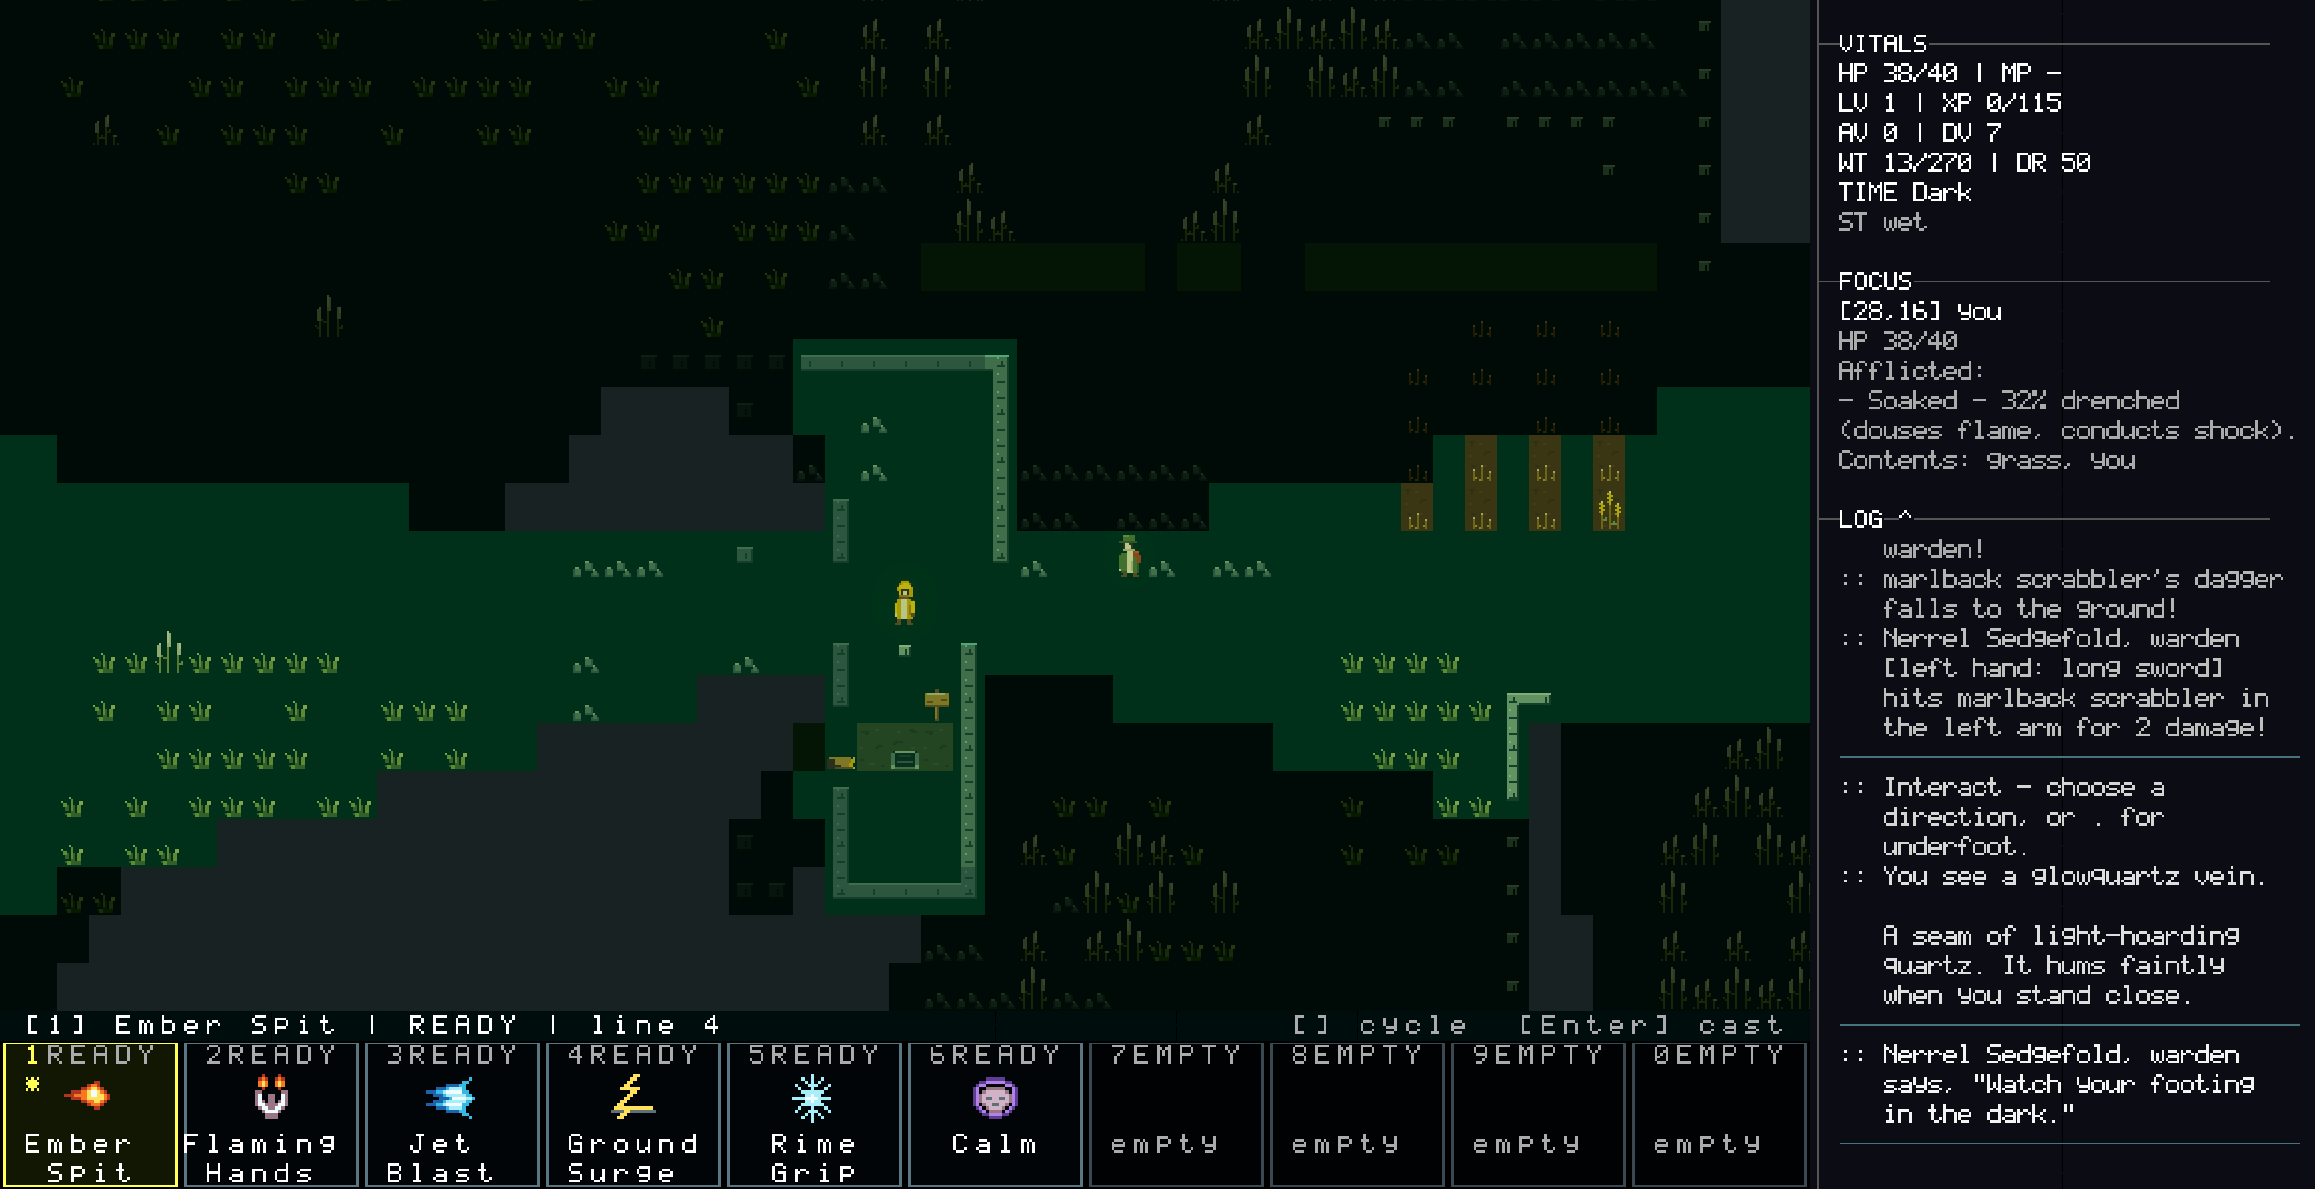 VITALS
HP 38/40 | MP -
LV 1 | XP 0/115
AV 0 | DV 7
WT 13/270 | DR 50
TIME Dark
ST wet
FOCUS
[28,16] you
HP 38/40
Afflicted:
- Soaked - 32% drenched
(douses flame, conducts shock).
Contents: grass, you
LOG ^
warden!
:: marlback scrabbler's dagger
falls to the ground!
:: Nerrel Sedgefold, warden
[left hand: long sword]
hits marlback scrabbler in
the left arm for 2 damage!
:: Interact - choose a
direction, or . for
underfoot.
:: You see a glowquartz vein.
A seam of light-hoarding
quartz. It hums faintly
when you stand close.
:: Nerrel Sedgefold, warden
says, "Watch your footing
in the dark."
[1] Ember Spit | READY | line 4
[] cycle [Enter] cast
1READY
2READY
3READY
4READY
5READY
6READY
7EMPTY
8EMPTY
9EMPTY
0EMPTY
Ember
Spit
Flaming
Hands
Jet
Blast
Ground
Surge
Rime
Grip
Calm
empty
empty
empty
empty